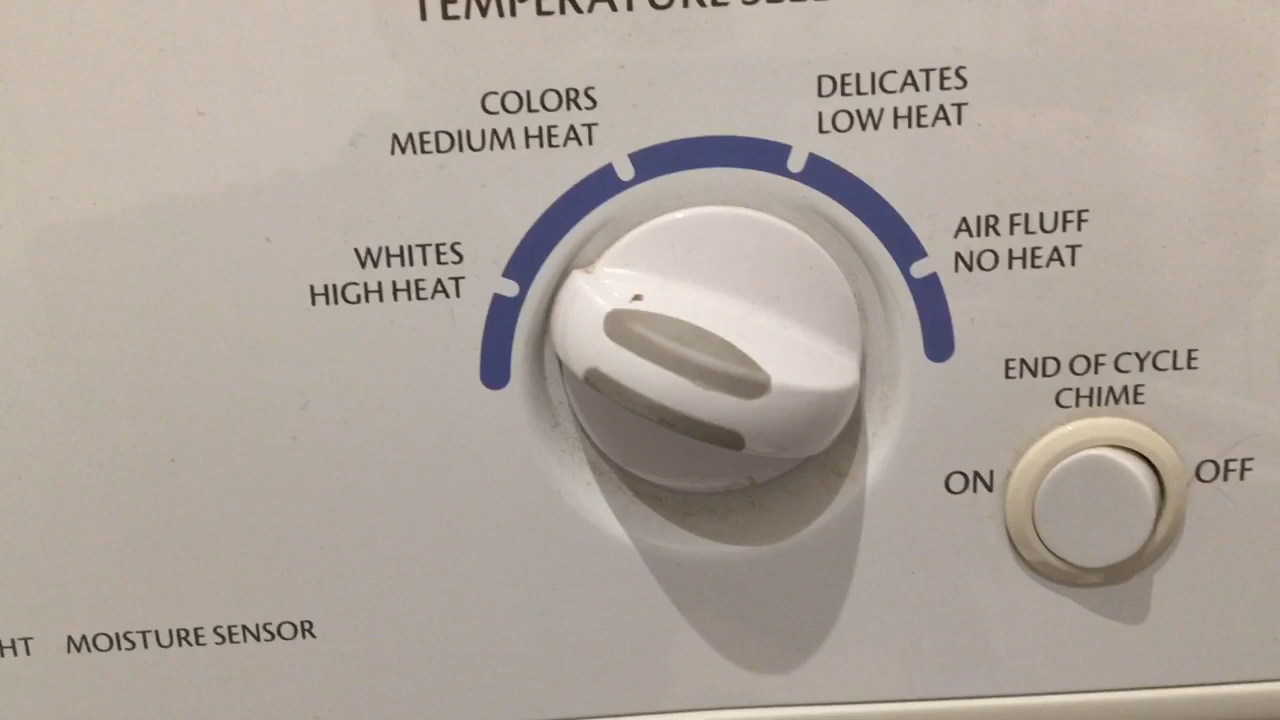 TEMPERATURE
COLORS
MEDIUM HEAT
DELICATES
LOW HEAT
WHITES
HIGH HEAT
AIR FLUFF
NO HEAT
END OF CYCLE
CHIME
ON
OFF
MOISTURE SENSOR